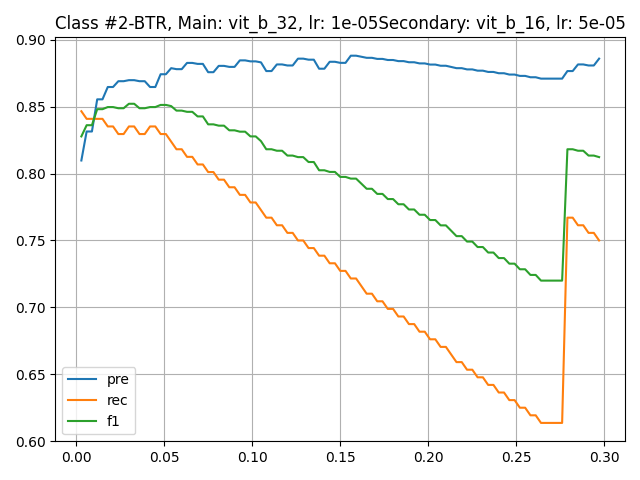 Class #2-BTR, Main: vit_b_32, lr: 1e-05Secondary: vit_b_16, lr: 5e-05
0.90
0.85
0.80
0.75
0.70
0.65
0.60
pre
rec
f1
0.00 0.05 0.10 0.15 0.20 0.25 0.30